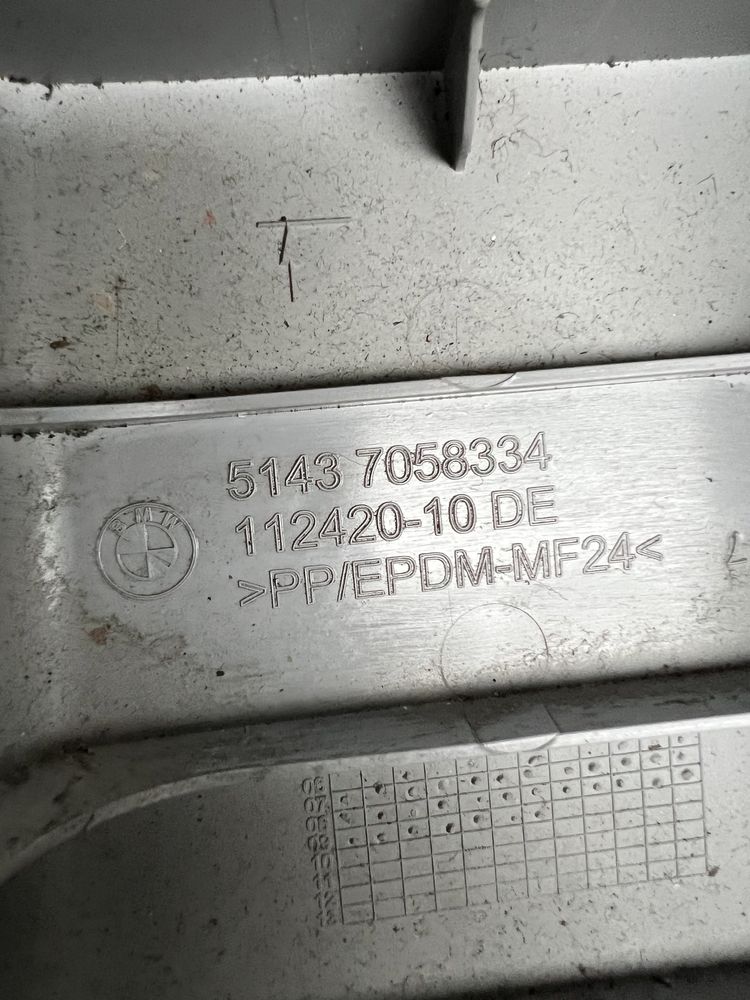 5143 7058334
BMW
112420-10 DE
>PP/EPDM-MF24<